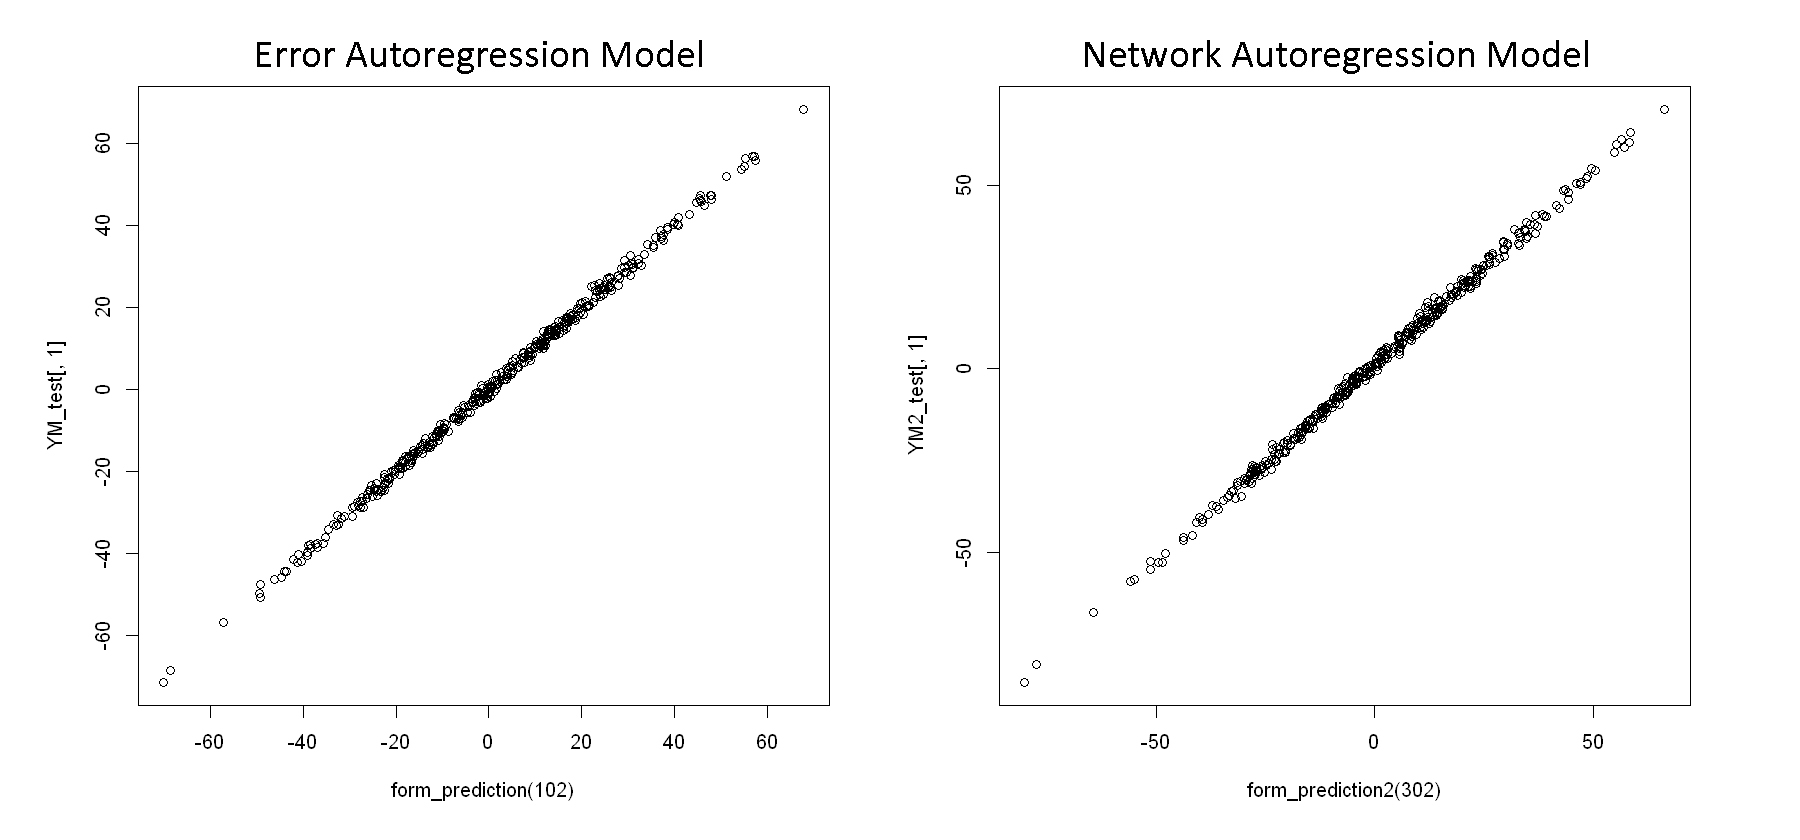 Error Autoregression Model
YM_test[, 1]
60
40
20
0
-20
-40
-60
-60 -40 -20 0 20 40 60
form_prediction(102)
Network Autoregression Model
YM2_test[, 1]
50
0
-50
-50 0 50
form_prediction2(302)